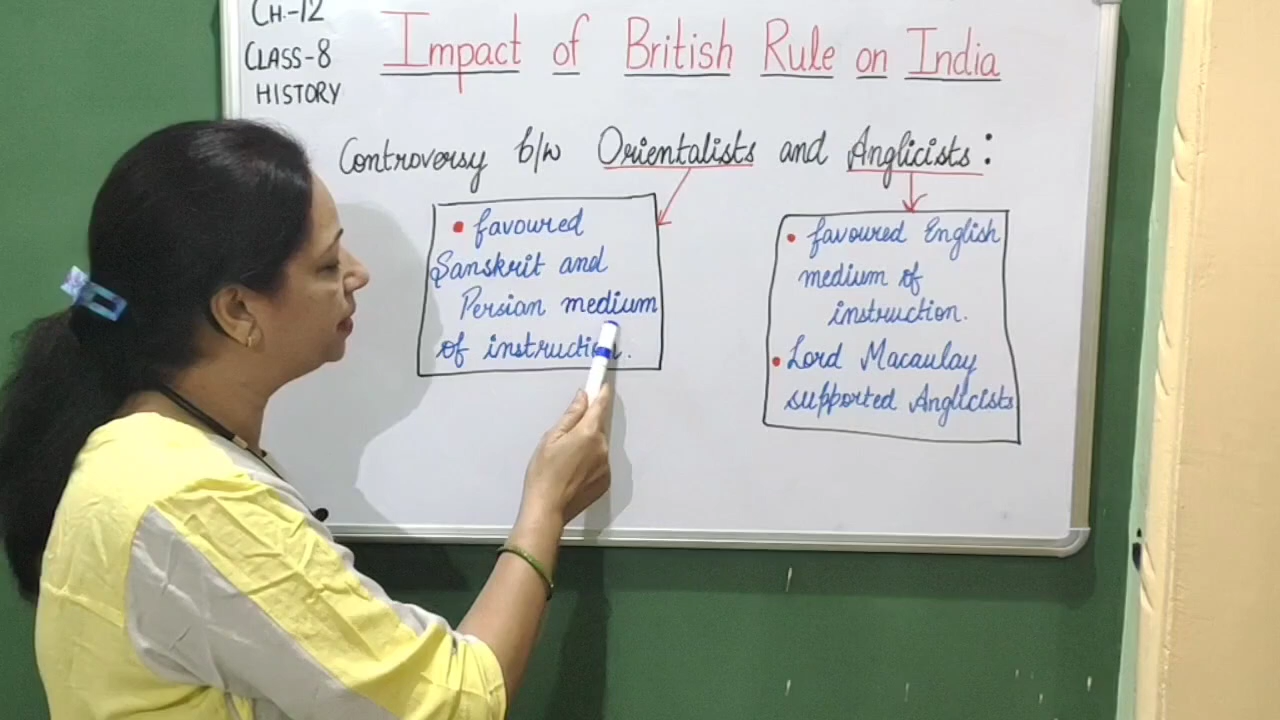 CH.-12
CLASS-8
HISTORY
Impact of British Rule on India
Controversy b/w Orientalists and Anglicists :
• favoured
Sanskrit and
Persian medium
of instruction.
• favoured English
medium of
instruction.
• Lord Macaulay
supported Anglicists